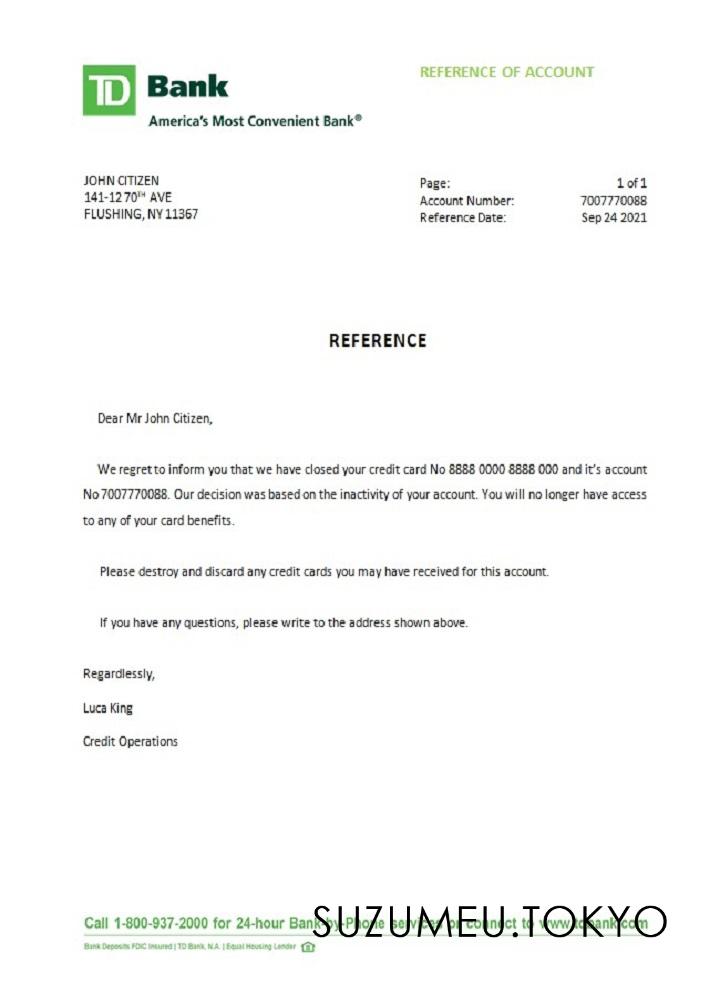 TD Bank
America's Most Convenient Bank®
REFERENCE OF ACCOUNT
JOHN CITIZEN
141-12 70TH AVE
FLUSHING, NY 11367
Page: 1 of 1
Account Number: 7007770088
Reference Date: Sep 24 2021
REFERENCE
Dear Mr John Citizen,
We regret to inform you that we have closed your credit card No 8888 0000 8888 000 and it's account
No 7007770088. Our decision was based on the inactivity of your account. You will no longer have access
to any of your card benefits.
Please destroy and discard any credit cards you may have received for this account.
If you have any questions, please write to the address shown above.
Regardlessly,
Luca King
Credit Operations
Call 1-800-937-2000 for 24-hour Bank-by-Phone services or connect to www.tdbank.com
SUZUMEU.TOKYO
Bank Deposits FDIC Insured | TD Bank, N.A. | Equal Housing Lender